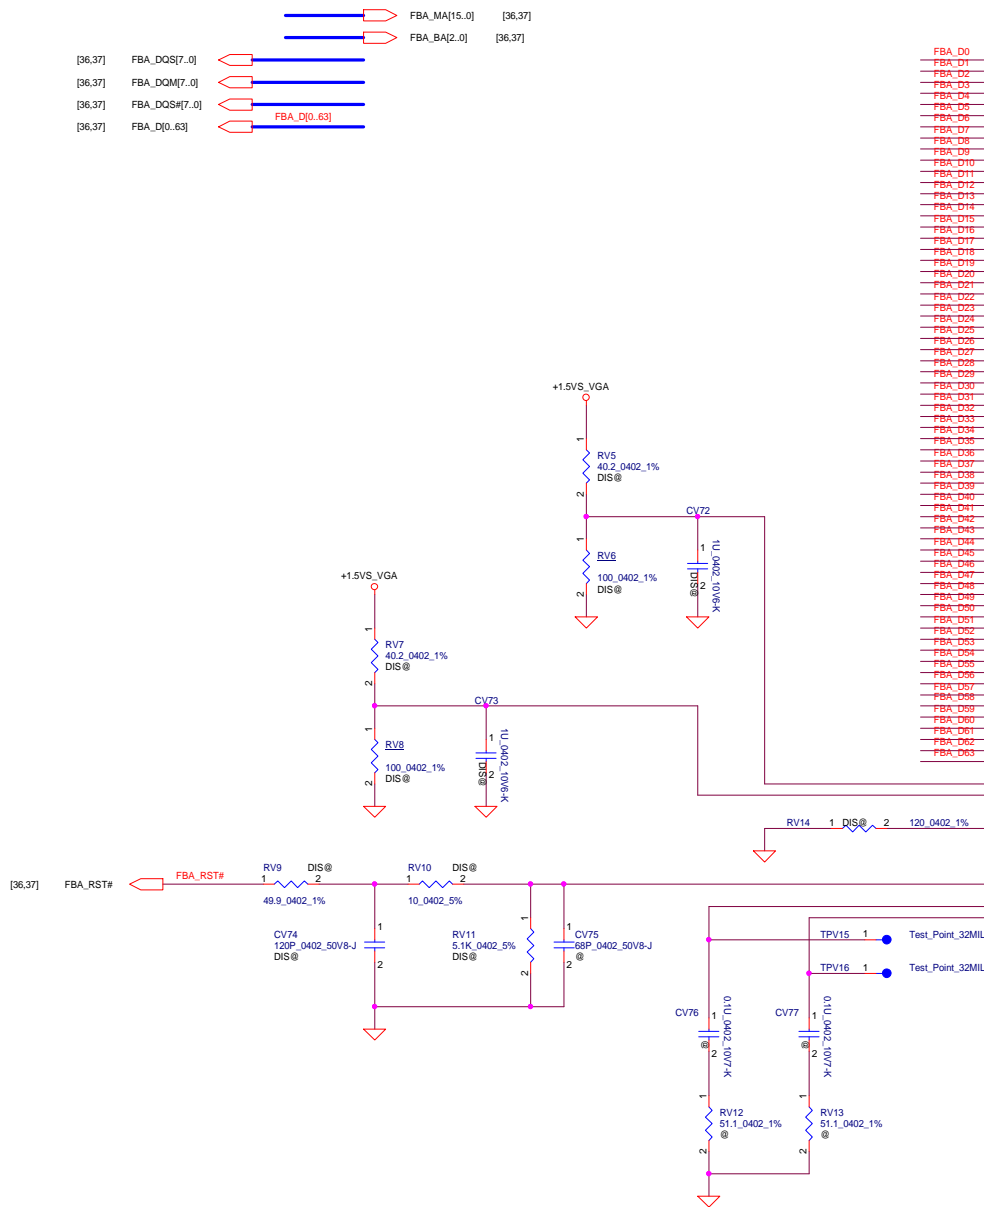 FBA_MA[15..0] [36,37]
FBA_BA[2..0] [36,37]
[36,37] FBA_DQS[7..0]
[36,37] FBA_DQM[7..0]
[36,37] FBA_DQS#[7..0]
FBA_D[0..63]
[36,37] FBA_D[0..63]
FBA_D0
FBA_D1
FBA_D2
FBA_D3
FBA_D4
FBA_D5
FBA_D6
FBA_D7
FBA_D8
FBA_D9
FBA_D10
FBA_D11
FBA_D12
FBA_D13
FBA_D14
FBA_D15
FBA_D16
FBA_D17
FBA_D18
FBA_D19
FBA_D20
FBA_D21
FBA_D22
FBA_D23
FBA_D24
FBA_D25
FBA_D26
FBA_D27
FBA_D28
FBA_D29
FBA_D30
FBA_D31
FBA_D32
FBA_D33
FBA_D34
FBA_D35
FBA_D36
FBA_D37
FBA_D38
FBA_D39
FBA_D40
FBA_D41
FBA_D42
FBA_D43
FBA_D44
FBA_D45
FBA_D46
FBA_D47
FBA_D48
FBA_D49
FBA_D50
FBA_D51
FBA_D52
FBA_D53
FBA_D54
FBA_D55
FBA_D56
FBA_D57
FBA_D58
FBA_D59
FBA_D60
FBA_D61
FBA_D62
FBA_D63
+1.5VS_VGA
1
RV5
40.2_0402_1%
DIS@
2
CV72
1
RV6
100_0402_1%
DIS@
2
1
1U_0402_10V6-K
DIS@
2
+1.5VS_VGA
1
RV7
40.2_0402_1%
DIS@
2
CV73
1
RV8
100_0402_1%
DIS@
2
1
1U_0402_10V6-K
DIS@
2
RV14 1 DIS@ 2 120_0402_1%
[36,37] FBA_RST#
FBA_RST#
RV9 DIS@
1 2
49.9_0402_1%
RV10 DIS@
1 2
10_0402_5%
CV74
120P_0402_50V8-J
DIS@
1
2
1
RV11
5.1K_0402_5%
DIS@
2
1
CV75
68P_0402_50V8-J
@
2
TPV15 1 Test_Point_32MIL
TPV16 1 Test_Point_32MIL
CV76
1
0.1U_0402_10V7-K
@
2
CV77
1
0.1U_0402_10V7-K
@
2
1
RV12
51.1_0402_1%
@
2
1
RV13
51.1_0402_1%
@
2